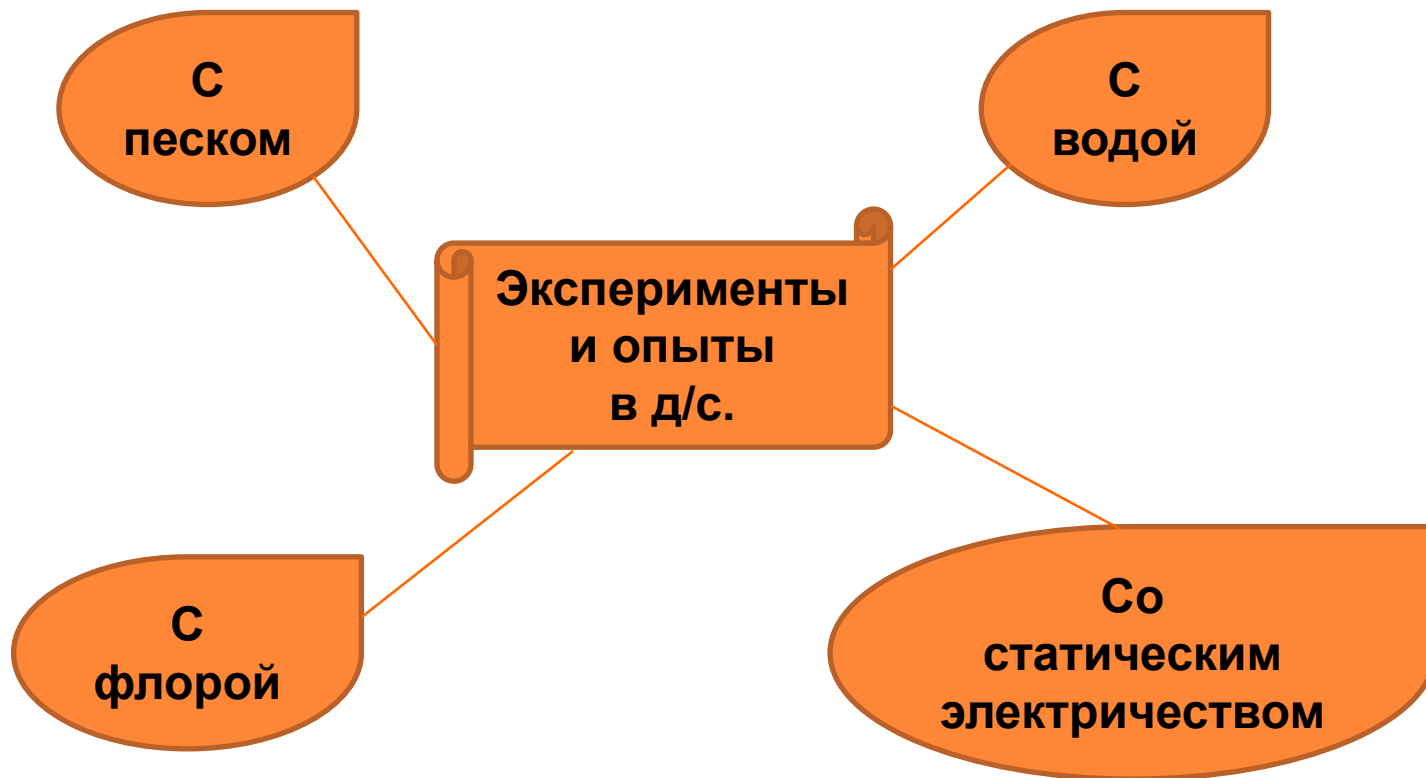 С
песком
С
водой
Эксперименты
и опыты
в д/с.
С
флорой
Со
статическим
электричеством